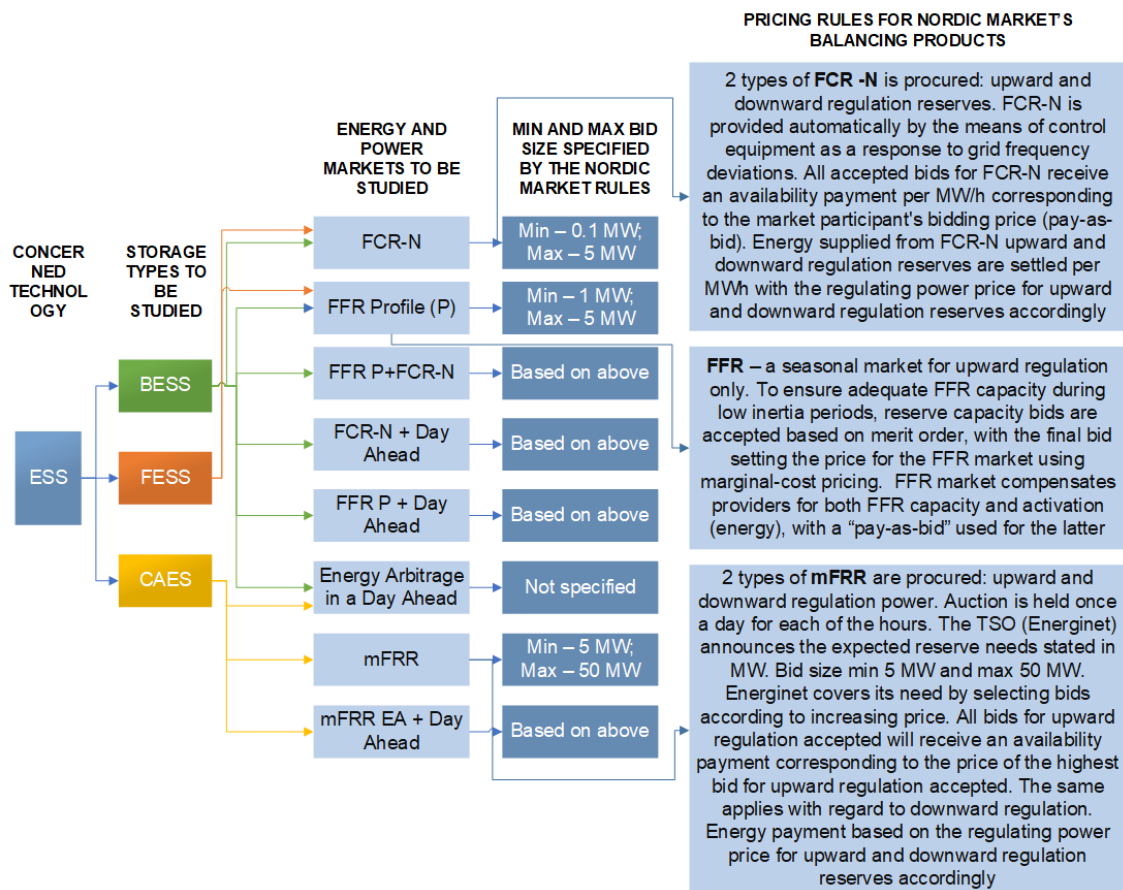 PRICING RULES FOR NORDIC MARKET'S
BALANCING PRODUCTS
CONCER
NED
TECHNOL
OGY
STORAGE
TYPES TO
BE
STUDIED
ENERGY AND
POWER
MARKETS TO BE
STUDIED
MIN AND MAX BID
SIZE SPECIFIED
BY THE NORDIC
MARKET RULES
ESS
BESS
FESS
CAES
FCR-N
Min – 0.1 MW;
Max – 5 MW
FFR Profile (P)
Min – 1 MW;
Max – 5 MW
FFR P+FCR-N
Based on above
FCR-N + Day
Ahead
Based on above
FFR P + Day
Ahead
Based on above
Energy Arbitrage
in a Day Ahead
Not specified
mFRR
Min – 5 MW;
Max – 50 MW
mFRR EA + Day
Ahead
Based on above
2 types of FCR -N is procured: upward and
downward regulation reserves. FCR-N is
provided automatically by the means of control
equipment as a response to grid frequency
deviations. All accepted bids for FCR-N receive
an availability payment per MW/h corresponding
to the market participant's bidding price (pay-as-
bid). Energy supplied from FCR-N upward and
downward regulation reserves are settled per
MWh with the regulating power price for upward
and downward regulation reserves accordingly
FFR – a seasonal market for upward regulation
only. To ensure adequate FFR capacity during
low inertia periods, reserve capacity bids are
accepted based on merit order, with the final bid
setting the price for the FFR market using
marginal-cost pricing.  FFR market compensates
providers for both FFR capacity and activation
(energy), with a “pay-as-bid” used for the latter
2 types of mFRR are procured: upward and
downward regulation power. Auction is held once
a day for each of the hours. The TSO (Energinet)
announces the expected reserve needs stated in
MW. Bid size min 5 MW and max 50 MW.
Energinet covers its need by selecting bids
according to increasing price. All bids for upward
regulation accepted will receive an availability
payment corresponding to the price of the highest
bid for upward regulation accepted. The same
applies with regard to downward regulation.
Energy payment based on the regulating power
price for upward and downward regulation
reserves accordingly